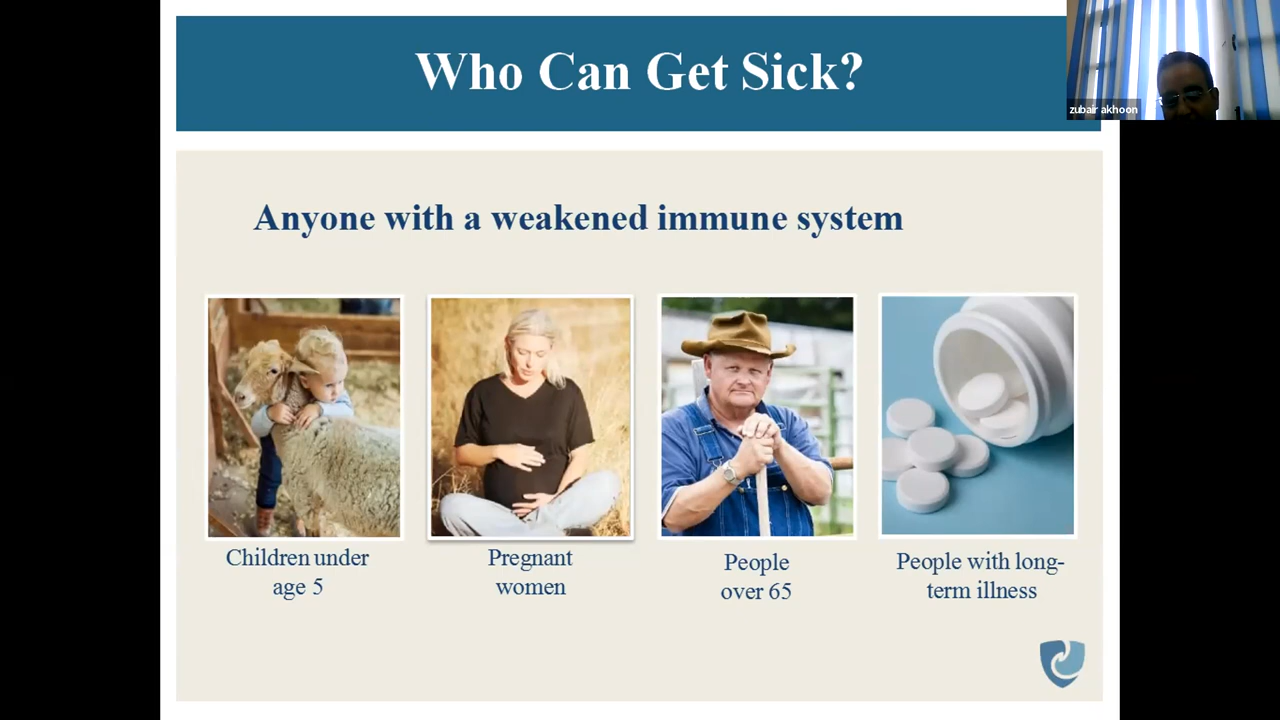 Who Can Get Sick?
zubair akhoon
Anyone with a weakened immune system
Children under
age 5
Pregnant
women
People
over 65
People with long-
term illness